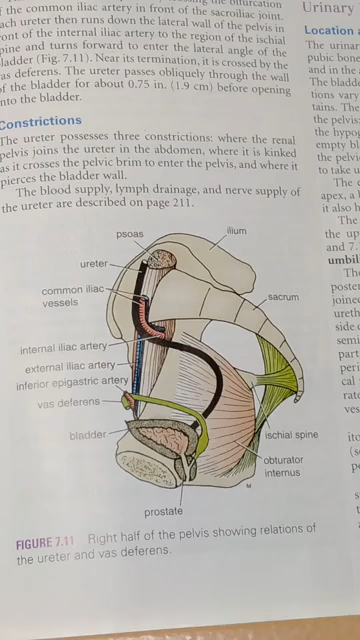 the common iliac artery in front of the sacroiliac joint.
ureter then runs down the lateral wall of the pelvis in
front of the internal iliac artery to the region of the ischial
spine and turns forward to enter the lateral angle of the
bladder (Fig. 7.11). Near its termination, it is crossed by the
vas deferens. The ureter passes obliquely through the wall
of the bladder for about 0.75 in. (1.9 cm) before opening
into the bladder.
Constrictions
The ureter possesses three constrictions: where the renal
pelvis joins the ureter in the abdomen, where it is kinked
as it crosses the pelvic brim to enter the pelvis, and where it
pierces the bladder wall.
The blood supply, lymph drainage, and nerve supply of
the ureter are described on page 211.
psoas
ilium
ureter
common iliac
vessels
sacrum
internal iliac artery
external iliac artery
inferior epigastric artery
vas deferens
bladder
ischial spine
obturator
internus
M
prostate
FIGURE 7.11 Right half of the pelvis showing relations of
the ureter and vas deferens.
Urinary
Location a
The urinar
pubic bone
and in the
The bladde
tions vary
tains. The
the pelvis:
the hypo
empty bl
the pelvi
to take u
The
apex, a
it also h
The
the up
and 7.
umbil
The
poster
joined
ureth
side
semi
part
peri
cal
rate
ves